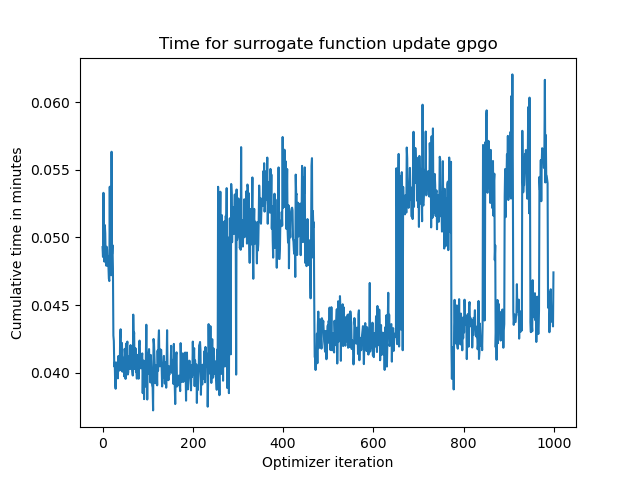 Time for surrogate function update gpgo
Cumulative time in minutes
0.060
0.055
0.050
0.045
0.040
0 200 400 600 800 1000
Optimizer iteration